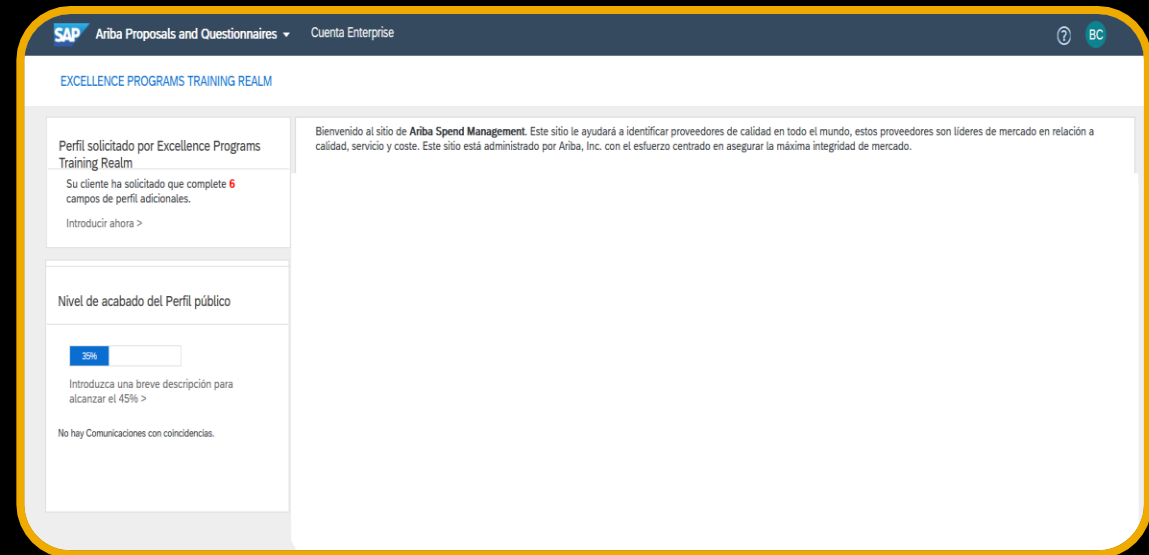 SAP Ariba Proposals and Questionnaires Cuenta Enterprise ? BC
EXCELLENCE PROGRAMS TRAINING REALM
Perfil solicitado por Excellence Programs
Training Realm
Su cliente ha solicitado que complete 6
campos de perfil adicionales.
Introducir ahora >
Nivel de acabado del Perfil público
35%
Introduzca una breve descripción para
alcanzar el 45% >
No hay Comunicaciones con coincidencias.
Bienvenido al sitio de Ariba Spend Management. Este sitio le ayudará a identificar proveedores de calidad en todo el mundo, estos proveedores son líderes de mercado en relación a
calidad, servicio y coste. Este sitio está administrado por Ariba, Inc. con el esfuerzo centrado en asegurar la máxima integridad de mercado.